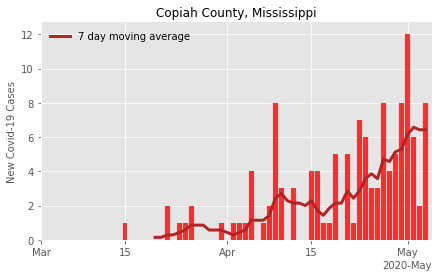 Copiah County, Mississippi
7 day moving average
New Covid-19 Cases
12
10
8
6
4
2
0
Mar
15
Apr
15
May
2020-May